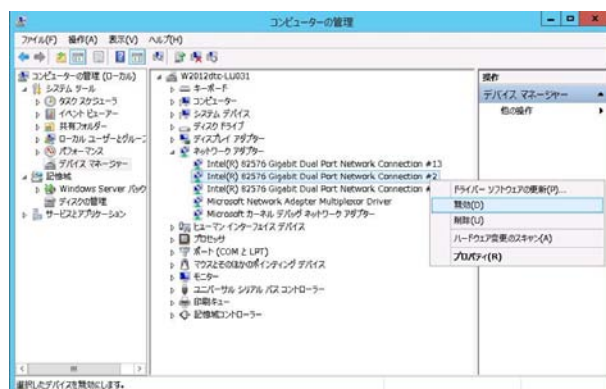 コンピューターの管理
ファイル(F) 操作(A) 表示(V) ヘルプ(H)
コンピューターの管理 (ローカル)
システム ツール
タスク スケジューラ
イベント ビューアー
共有フォルダー
ローカル ユーザーとグループ
パフォーマンス
デバイス マネージャー
記憶域
Windows Server バック
ディスクの管理
サービスとアプリケーション
W2012dtc-LU031
キーボード
コンピューター
システム デバイス
ディスク ドライブ
ディスプレイ アダプター
ネットワーク アダプター
Intel(R) 82576 Gigabit Dual Port Network Connection #13
Intel(R) 82576 Gigabit Dual Port Network Connection #2
Intel(R) 82576 Gigabit Dual Port Network Connection #
Microsoft Network Adapter Multiplexor Driver
Microsoft カーネル デバッグ ネットワーク アダプター
ヒューマン インターフェイス デバイス
プロセッサ
ポート (COM と LPT)
マウスとそのほかのポインティング デバイス
モニター
ユニバーサル シリアル バス コントローラー
印刷キュー
記憶域コントローラー
ドライバー ソフトウェアの更新(P)...
無効(D)
削除(U)
ハードウェア変更のスキャン(A)
プロパティ(R)
操作
デバイス マネージャー
他の操作
選択したデバイスを無効にします。